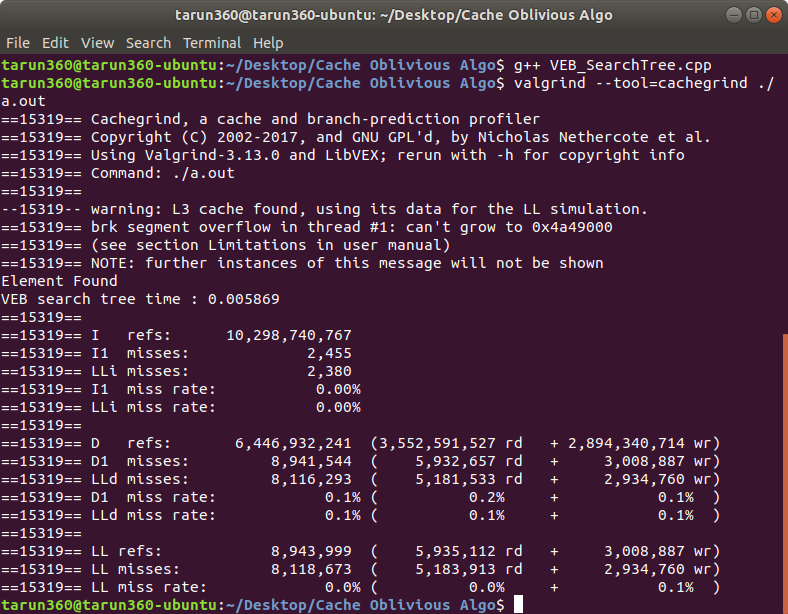 tarun360@tarun360-ubuntu: ~/Desktop/Cache Oblivious Algo
File Edit View Search Terminal Help
tarun360@tarun360-ubuntu:~/Desktop/Cache Oblivious Algo$ g++ VEB_SearchTree.cpp
tarun360@tarun360-ubuntu:~/Desktop/Cache Oblivious Algo$ valgrind --tool=cachegrind ./
a.out
==15319== Cachegrind, a cache and branch-prediction profiler
==15319== Copyright (C) 2002-2017, and GNU GPL'd, by Nicholas Nethercote et al.
==15319== Using Valgrind-3.13.0 and LibVEX; rerun with -h for copyright info
==15319== Command: ./a.out
==15319==
--15319-- warning: L3 cache found, using its data for the LL simulation.
==15319== brk segment overflow in thread #1: can't grow to 0x4a49000
==15319== (see section Limitations in user manual)
==15319== NOTE: further instances of this message will not be shown
Element Found
VEB search tree time : 0.005869
==15319==
==15319== I   refs:      10,298,740,767
==15319== I1  misses:             2,455
==15319== LLi misses:             2,380
==15319== I1  miss rate:           0.00%
==15319== LLi miss rate:           0.00%
==15319==
==15319== D   refs:       6,446,932,241  (3,552,591,527 rd   + 2,894,340,714 wr)
==15319== D1  misses:         8,941,544  (    5,932,657 rd   +     3,008,887 wr)
==15319== LLd misses:         8,116,293  (    5,181,533 rd   +     2,934,760 wr)
==15319== D1  miss rate:            0.1% (          0.2%     +           0.1%  )
==15319== LLd miss rate:            0.1% (          0.1%     +           0.1%  )
==15319==
==15319== LL refs:            8,943,999  (    5,935,112 rd   +     3,008,887 wr)
==15319== LL misses:          8,118,673  (    5,183,913 rd   +     2,934,760 wr)
==15319== LL miss rate:             0.0% (          0.0%     +           0.1%  )
tarun360@tarun360-ubuntu:~/Desktop/Cache Oblivious Algo$